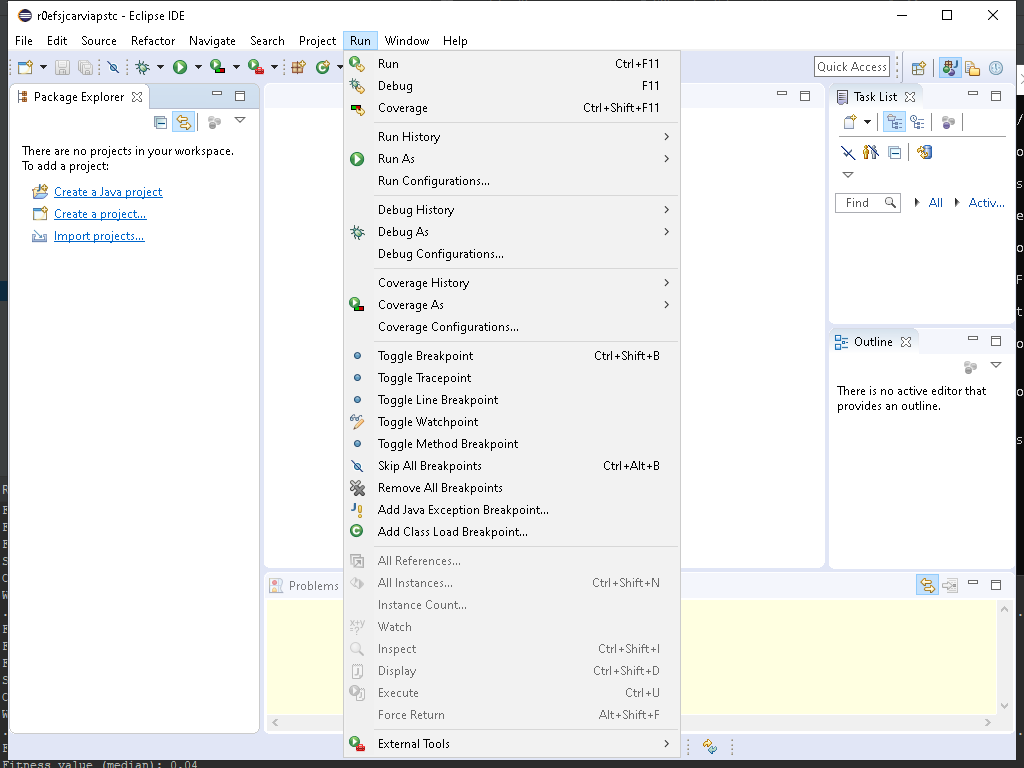 r0efsjcarviapstc - Eclipse IDE
File Edit Source Refactor Navigate Search Project Run Window Help
Quick Access
Package Explorer
There are no projects in your workspace.
To add a project:
Create a Java project
Create a project...
Import projects...
Run Ctrl+F11
Debug F11
Coverage Ctrl+Shift+F11
Run History
Run As
Run Configurations...
Debug History
Debug As
Debug Configurations...
Coverage History
Coverage As
Coverage Configurations...
Toggle Breakpoint Ctrl+Shift+B
Toggle Tracepoint
Toggle Line Breakpoint
Toggle Watchpoint
Toggle Method Breakpoint
Skip All Breakpoints Ctrl+Alt+B
Remove All Breakpoints
Add Java Exception Breakpoint...
Add Class Load Breakpoint...
All References...
All Instances... Ctrl+Shift+N
Instance Count...
Watch
Inspect Ctrl+Shift+I
Display Ctrl+Shift+D
Execute Ctrl+U
Force Return Alt+Shift+F
External Tools
Task List
Find All Activ...
Outline
There is no active editor that
provides an outline.
Problems
Fitness value (median): 0.04